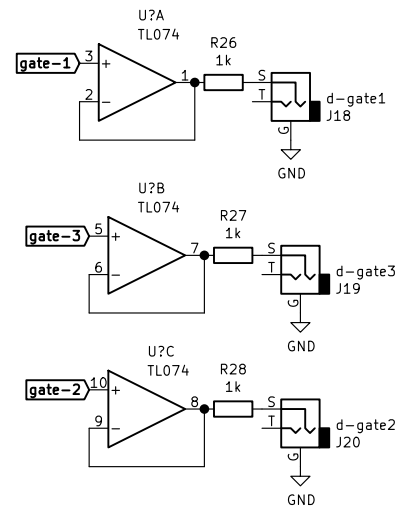 U?A
TL074
gate-1
3
+
2
−
1
R26
1k
S
T
G
d-gate1
J18
GND
U?B
TL074
gate-3
5
+
6
−
7
R27
1k
S
T
G
d-gate3
J19
GND
U?C
TL074
gate-2
10
+
9
−
8
R28
1k
S
T
G
d-gate2
J20
GND